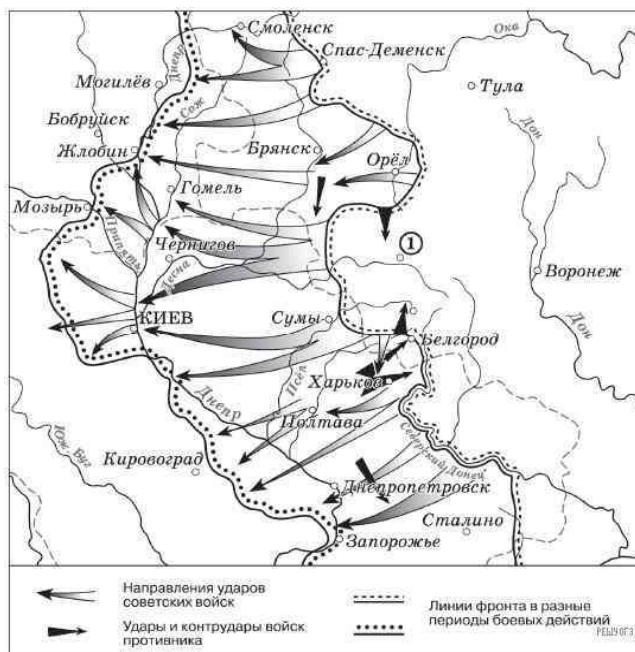 Смоленск
Ока
Спас-Деменск
Днепр
Тула
Могилёв
Сож
Дон
Бобруйск
Брянск
Орёл
Жлобин
Гомель
Мозырь
1
Припять
Чернигов
Десна
Воронеж
КИЕВ
Сумы
Дон
Белгород
Псёл
Харьков
Днепр
Полтава
Северский Донец
Юж. Буг
Кировоград
Днепропетровск
Сталино
Запорожье
Направления ударов
советских войск
Удары и контрудары войск
противника
Линии фронта в разные
периоды боевых действий
РЕШУОГЭ